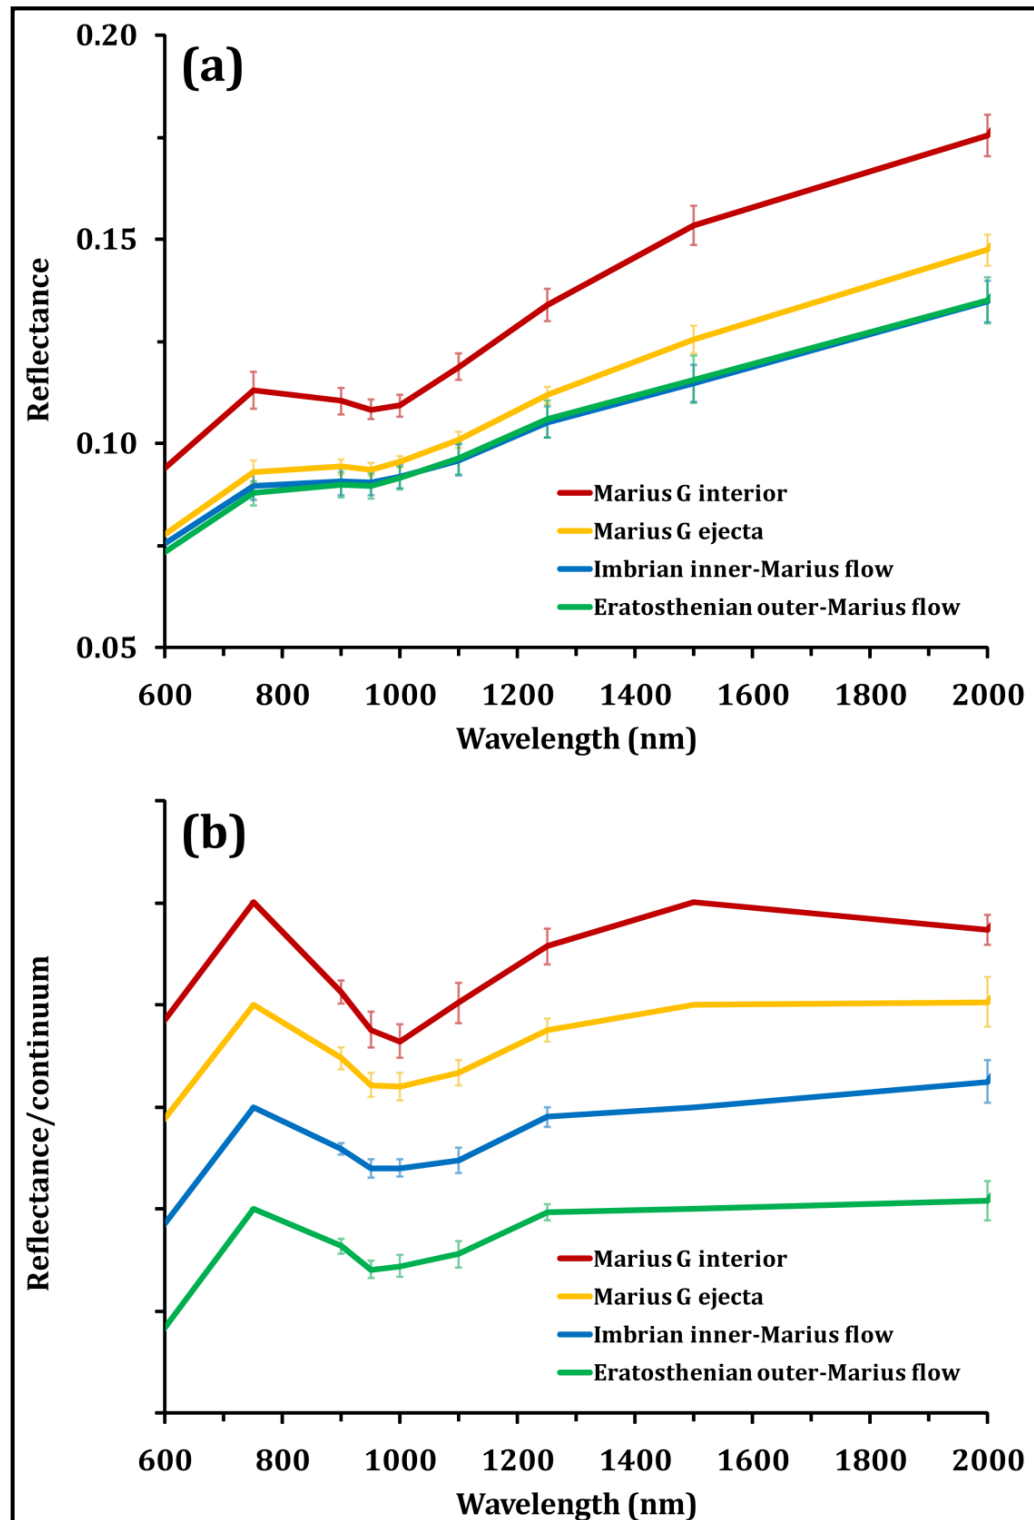 (a)
0.20
0.15
0.10
0.05
Reflectance
Marius G interior
Marius G ejecta
Imbrian inner-Marius flow
Eratosthenian outer-Marius flow
600 800 1000 1200 1400 1600 1800 2000
Wavelength (nm)
(b)
Reflectance/continuum
Marius G interior
Marius G ejecta
Imbrian inner-Marius flow
Eratosthenian outer-Marius flow
600 800 1000 1200 1400 1600 1800 2000
Wavelength (nm)